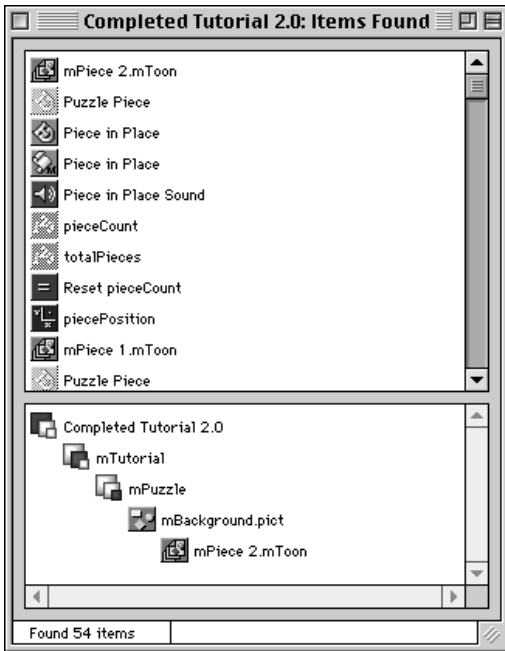 Completed Tutorial 2.0: Items Found
mPiece 2.mToon
Puzzle Piece
Piece in Place
Piece in Place
Piece in Place Sound
pieceCount
totalPieces
Reset pieceCount
piecePosition
mPiece 1.mToon
Puzzle Piece
Completed Tutorial 2.0
mTutorial
mPuzzle
mBackground.pict
mPiece 2.mToon
Found 54 items